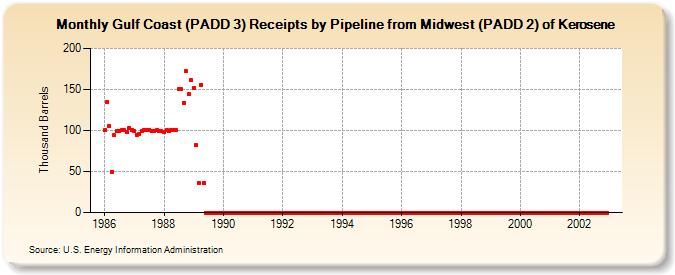 Monthly Gulf Coast (PADD 3) Receipts by Pipeline from Midwest (PADD 2) of Kerosene
Thousand Barrels
200
150
100
50
0
1986 1988 1990 1992 1994 1996 1998 2000 2002
Source: U.S. Energy Information Administration